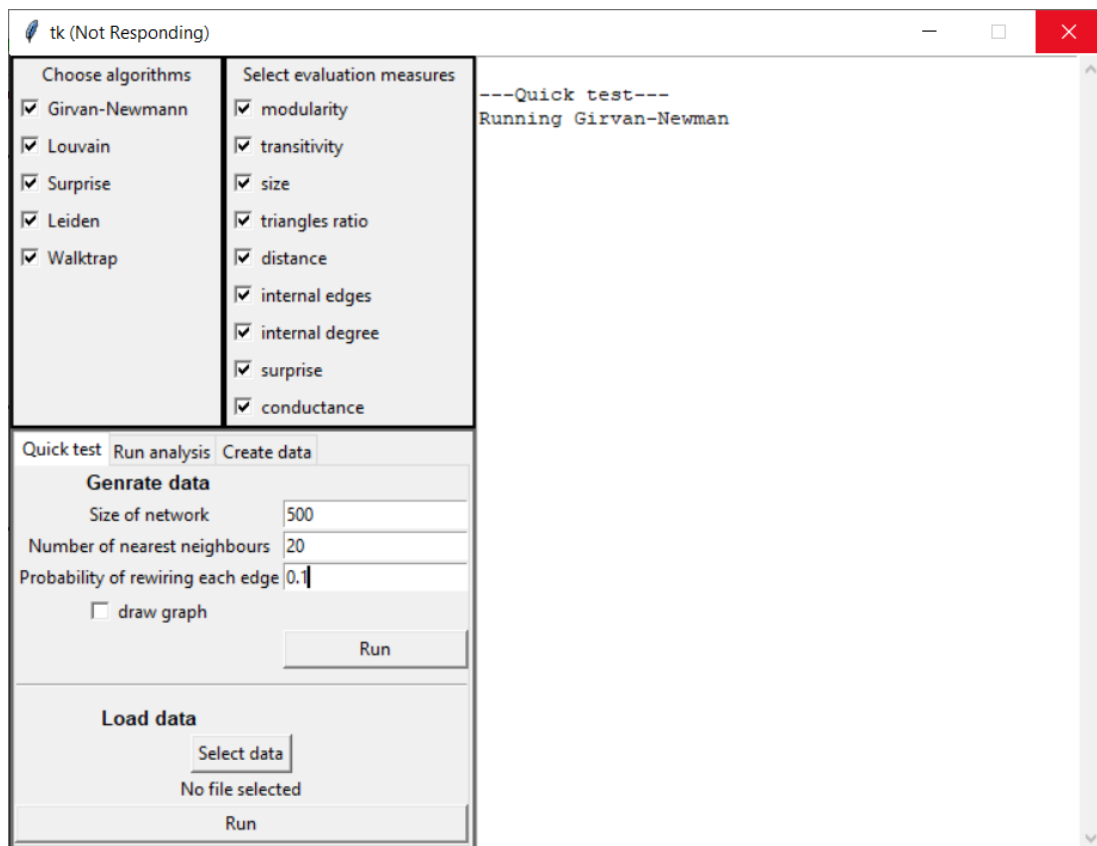 tk (Not Responding)
Choose algorithms
Girvan-Newmann
Louvain
Surprise
Leiden
Walktrap
Select evaluation measures
modularity
transitivity
size
triangles ratio
distance
internal edges
internal degree
surprise
conductance
---Quick test---
Running Girvan-Newman
Quick test Run analysis Create data
Genrate data
Size of network 500
Number of nearest neighbours 20
Probability of rewiring each edge 0.1
draw graph
Run
Load data
Select data
No file selected
Run